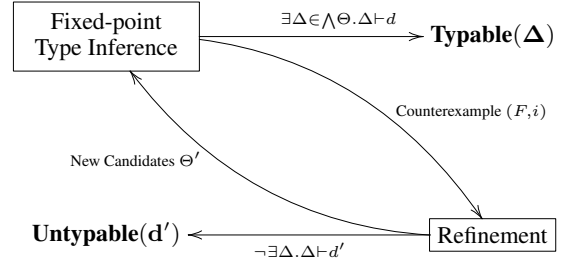 Fixed-point
Type Inference
∃Δ∈⋀Θ.Δ⊢d
Typable(Δ)
Counterexample (F,i)
New Candidates Θ′
Untypable(d′)
¬∃Δ.Δ⊢d′
Refinement